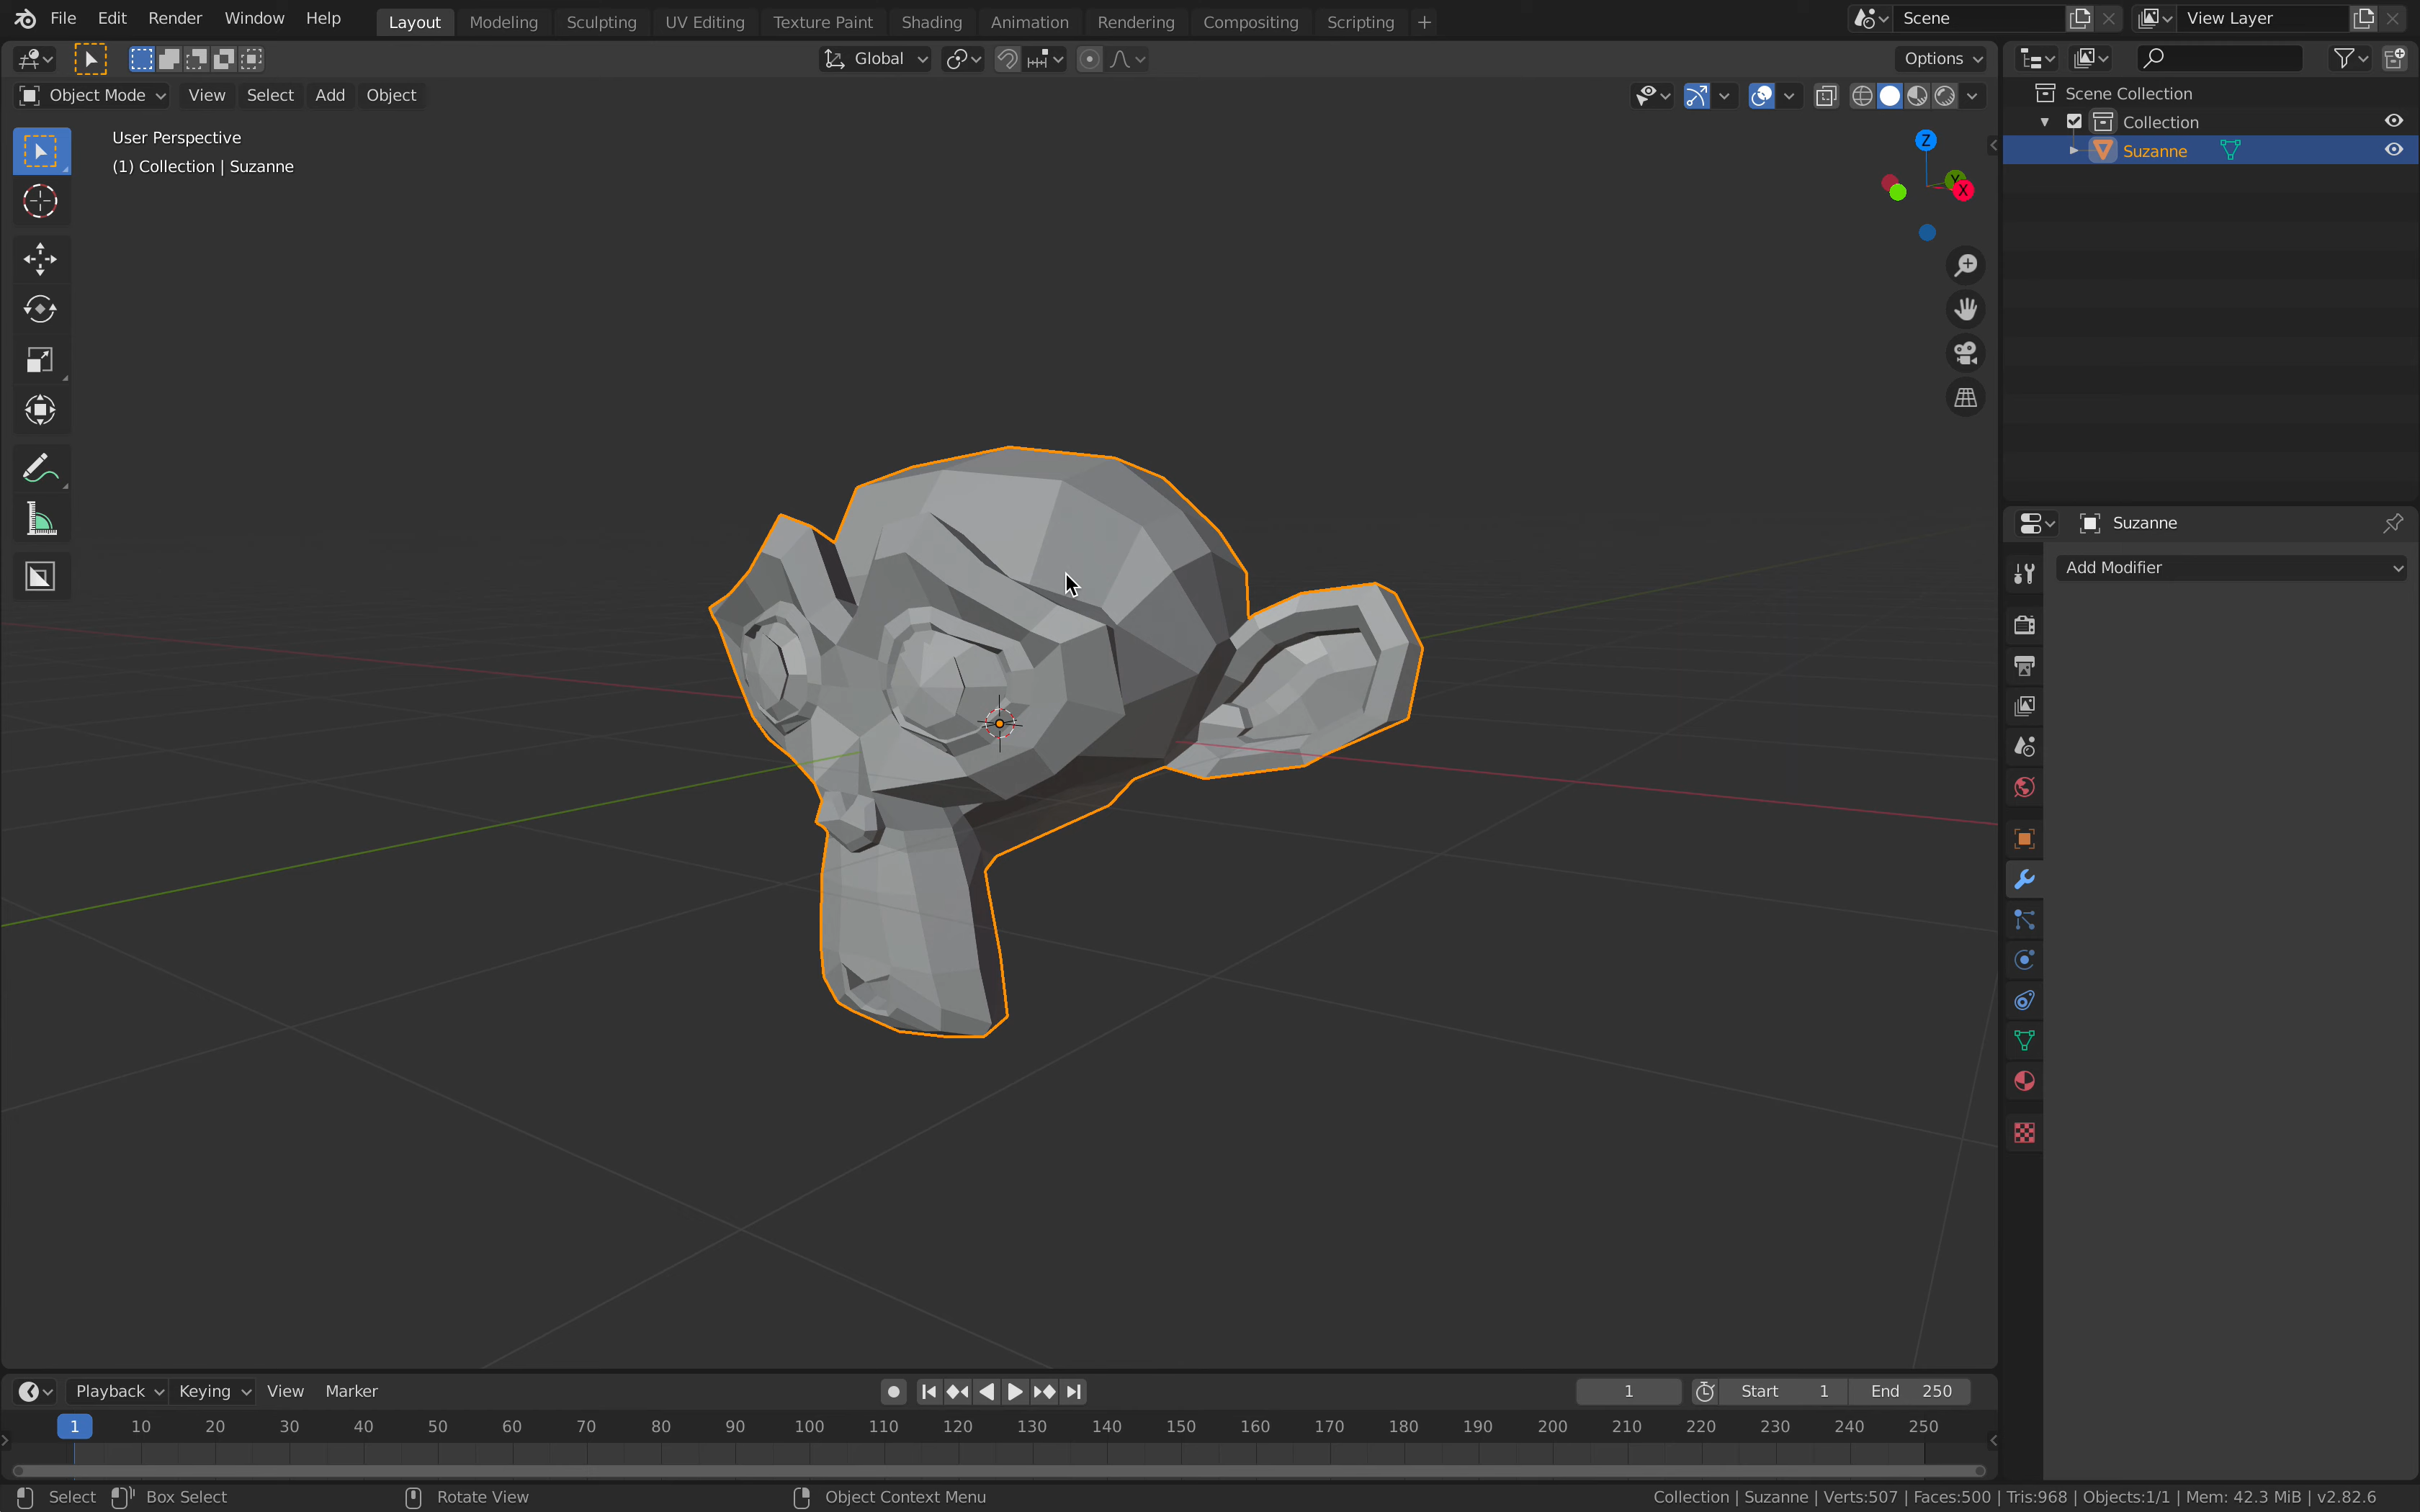 File Edit Render Window Help Layout Modeling Sculpting UV Editing Texture Paint Shading Animation Rendering Compositing Scripting + Scene View Layer
Global Options
Object Mode View Select Add Object
User Perspective
(1) Collection | Suzanne
Z
Y
X
Scene Collection
Collection
Suzanne
Suzanne
Add Modifier
Playback Keying View Marker 1 Start 1 End 250
1 10 20 30 40 50 60 70 80 90 100 110 120 130 140 150 160 170 180 190 200 210 220 230 240 250
Select Box Select Rotate View Object Context Menu Collection | Suzanne | Verts:507 | Faces:500 | Tris:968 | Objects:1/1 | Mem: 42.3 MiB | v2.82.6